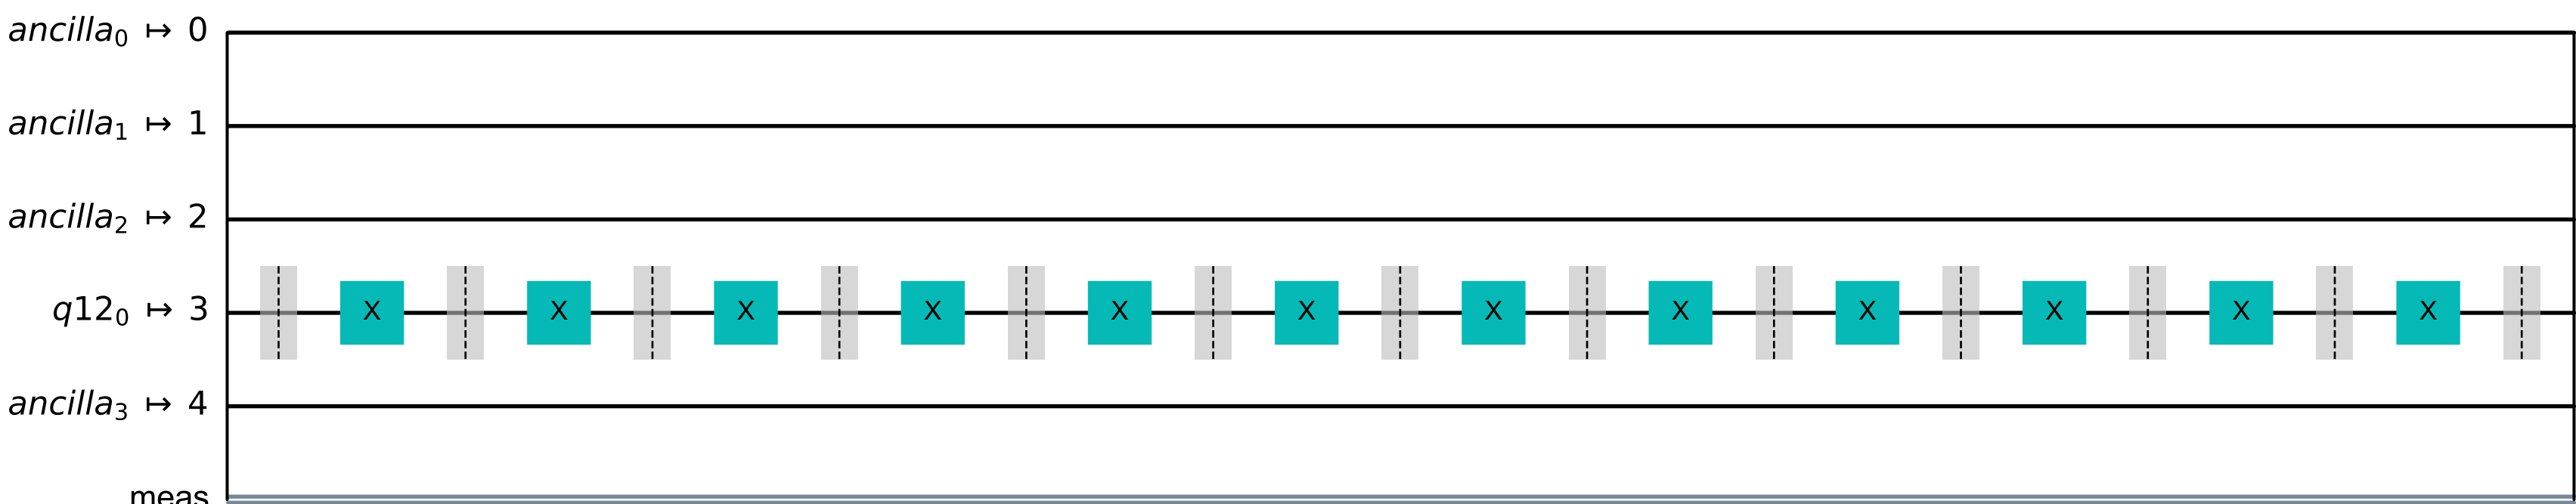 ancilla₀ ↦ 0
ancilla₁ ↦ 1
ancilla₂ ↦ 2
q12₀ ↦ 3 X X X X X X X X X X X X
ancilla₃ ↦ 4
meas